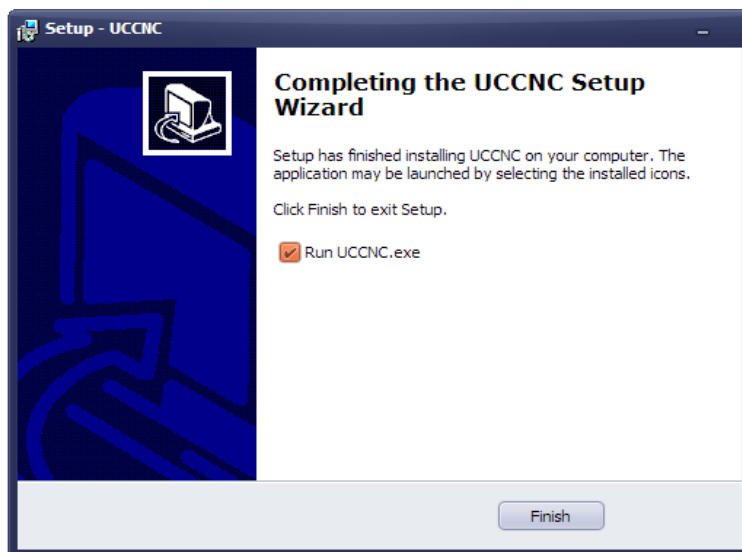 Setup - UCCNC
Completing the UCCNC Setup
Wizard
Setup has finished installing UCCNC on your computer. The
application may be launched by selecting the installed icons.
Click Finish to exit Setup.
Run UCCNC.exe
Finish